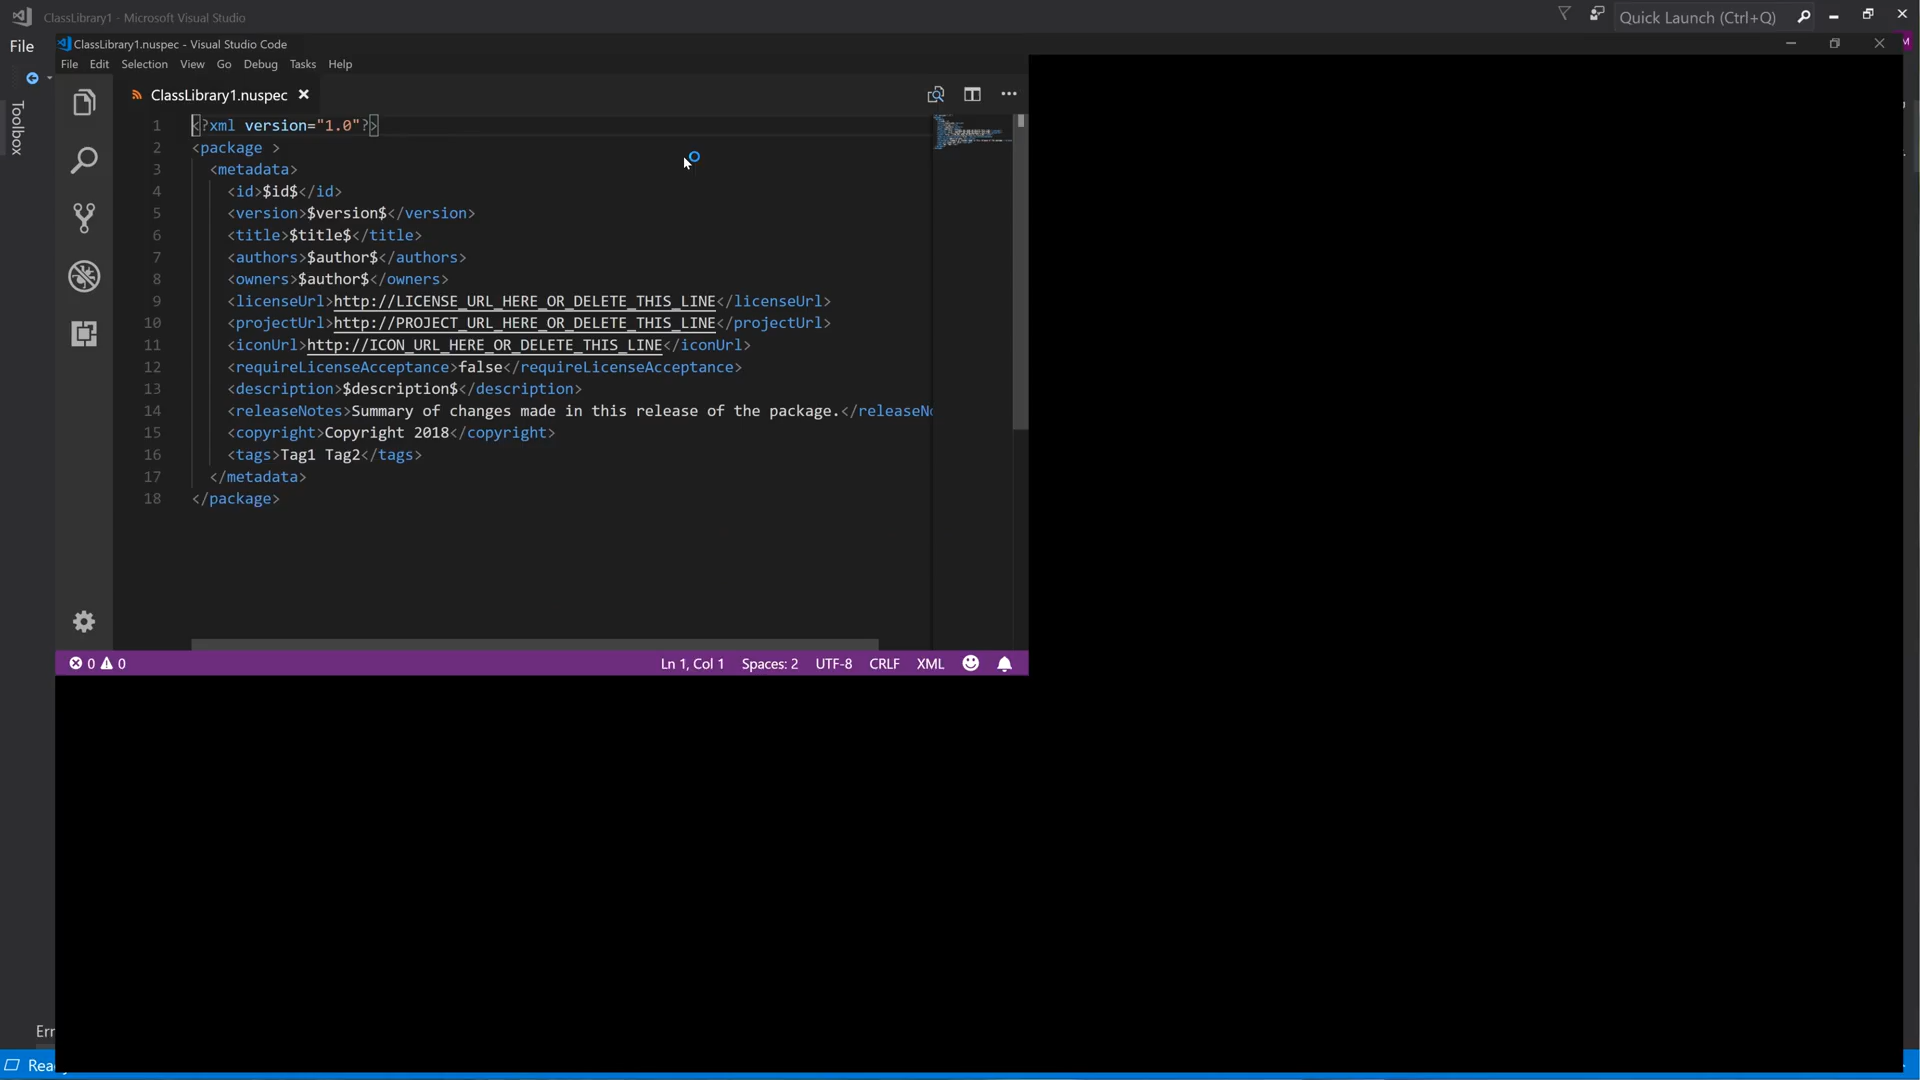 ClassLibrary1 - Microsoft Visual Studio
Quick Launch (Ctrl+Q)
File
ClassLibrary1.nuspec - Visual Studio Code
File Edit Selection View Go Debug Tasks Help
Toolbox
ClassLibrary1.nuspec
1 <?xml version="1.0"?>
2 <package >
3 <metadata>
4 <id>$id$</id>
5 <version>$version$</version>
6 <title>$title$</title>
7 <authors>$author$</authors>
8 <owners>$author$</owners>
9 <licenseUrl>http://LICENSE_URL_HERE_OR_DELETE_THIS_LINE</licenseUrl>
10 <projectUrl>http://PROJECT_URL_HERE_OR_DELETE_THIS_LINE</projectUrl>
11 <iconUrl>http://ICON_URL_HERE_OR_DELETE_THIS_LINE</iconUrl>
12 <requireLicenseAcceptance>false</requireLicenseAcceptance>
13 <description>$description$</description>
14 <releaseNotes>Summary of changes made in this release of the package.</releaseN
15 <copyright>Copyright 2018</copyright>
16 <tags>Tag1 Tag2</tags>
17 </metadata>
18 </package>
0 0 Ln 1, Col 1 Spaces: 2 UTF-8 CRLF XML